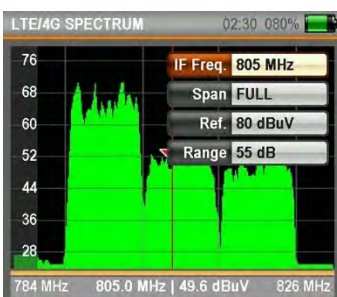 LTE/4G SPECTRUM 02:30 080%
76
IF Freq. 805 MHz
68
Span FULL
60
Ref. 80 dBuV
52
Range 55 dB
44
36
28
784 MHz 805.0 MHz | 49.6 dBuV 826 MHz